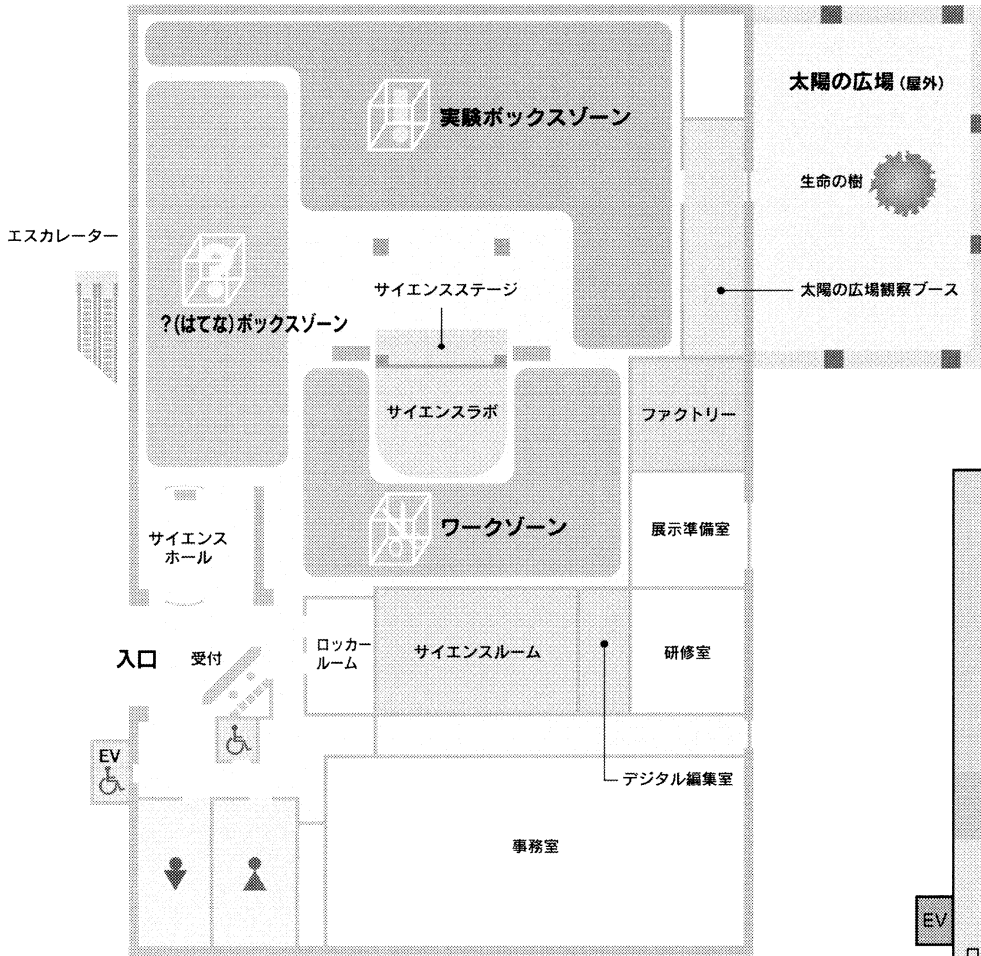 太陽の広場(屋外)
実験ボックスゾーン
生命の樹
エスカレーター
サイエンスステージ
太陽の広場観察ブース
?(はてな)ボックスゾーン
サイエンスラボ
ファクトリー
ワークゾーン
展示準備室
サイエンス
ホール
ロッカー
ルーム
サイエンスルーム
研修室
入口
受付
EV
デジタル編集室
事務室
EV